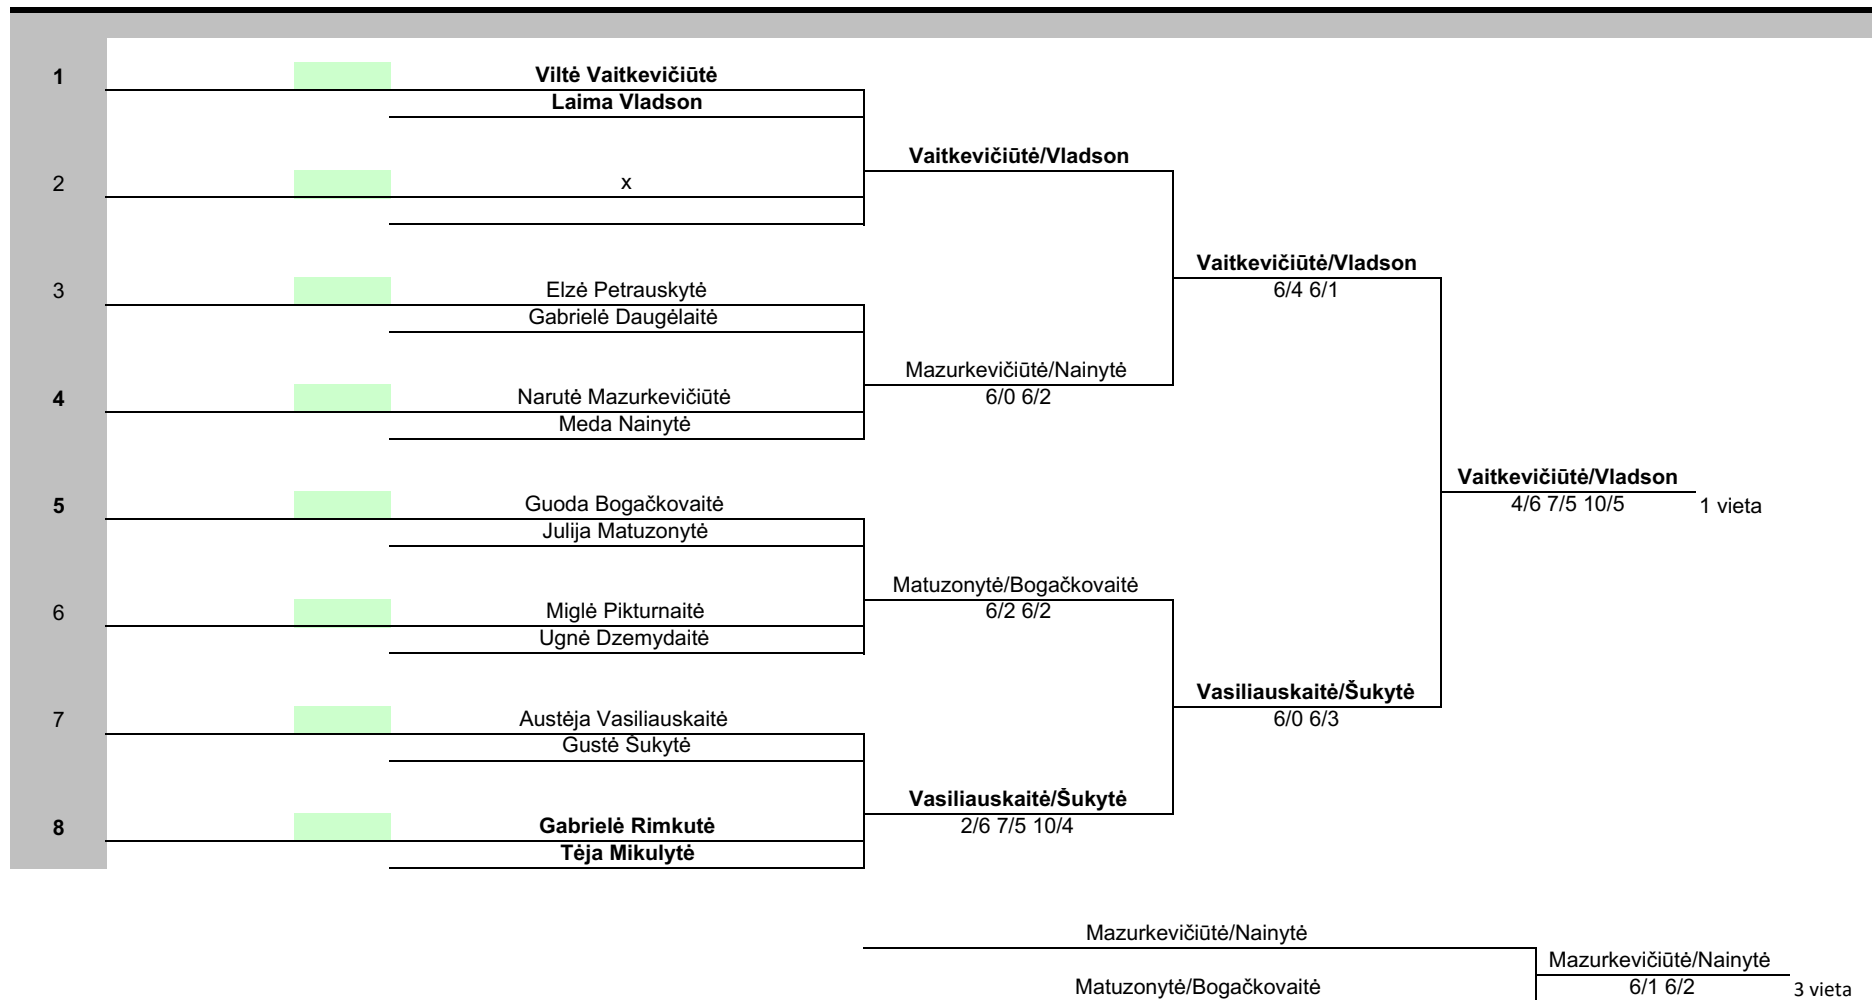 1
Viltė Vaitkevičiūtė
Laima Vladson
Vaitkevičiūtė/Vladson
2
x
Vaitkevičiūtė/Vladson
6/4 6/1
3
Elzė Petrauskytė
Gabrielė Daugėlaitė
Mazurkevičiūtė/Nainytė
6/0 6/2
4
Narutė Mazurkevičiūtė
Meda Nainytė
Vaitkevičiūtė/Vladson
4/6 7/5 10/5
1 vieta
5
Guoda Bogačkovaitė
Julija Matuzonytė
Matuzonytė/Bogačkovaitė
6/2 6/2
6
Miglė Pikturnaitė
Ugnė Dzemydaitė
Vasiliauskaitė/Šukytė
6/0 6/3
7
Austėja Vasiliauskaitė
Gustė Šukytė
Vasiliauskaitė/Šukytė
2/6 7/5 10/4
8
Gabrielė Rimkutė
Tėja Mikulytė
Mazurkevičiūtė/Nainytė
Mazurkevičiūtė/Nainytė
6/1 6/2
3 vieta
Matuzonytė/Bogačkovaitė